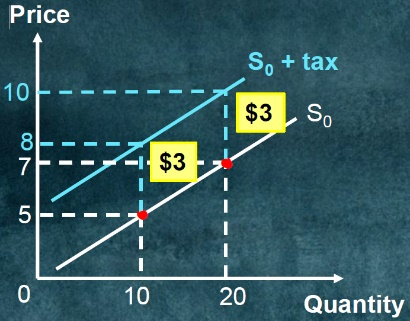 Price
S₀ + tax
10
$3
S₀
8
$3
7
5
0
10
20
Quantity